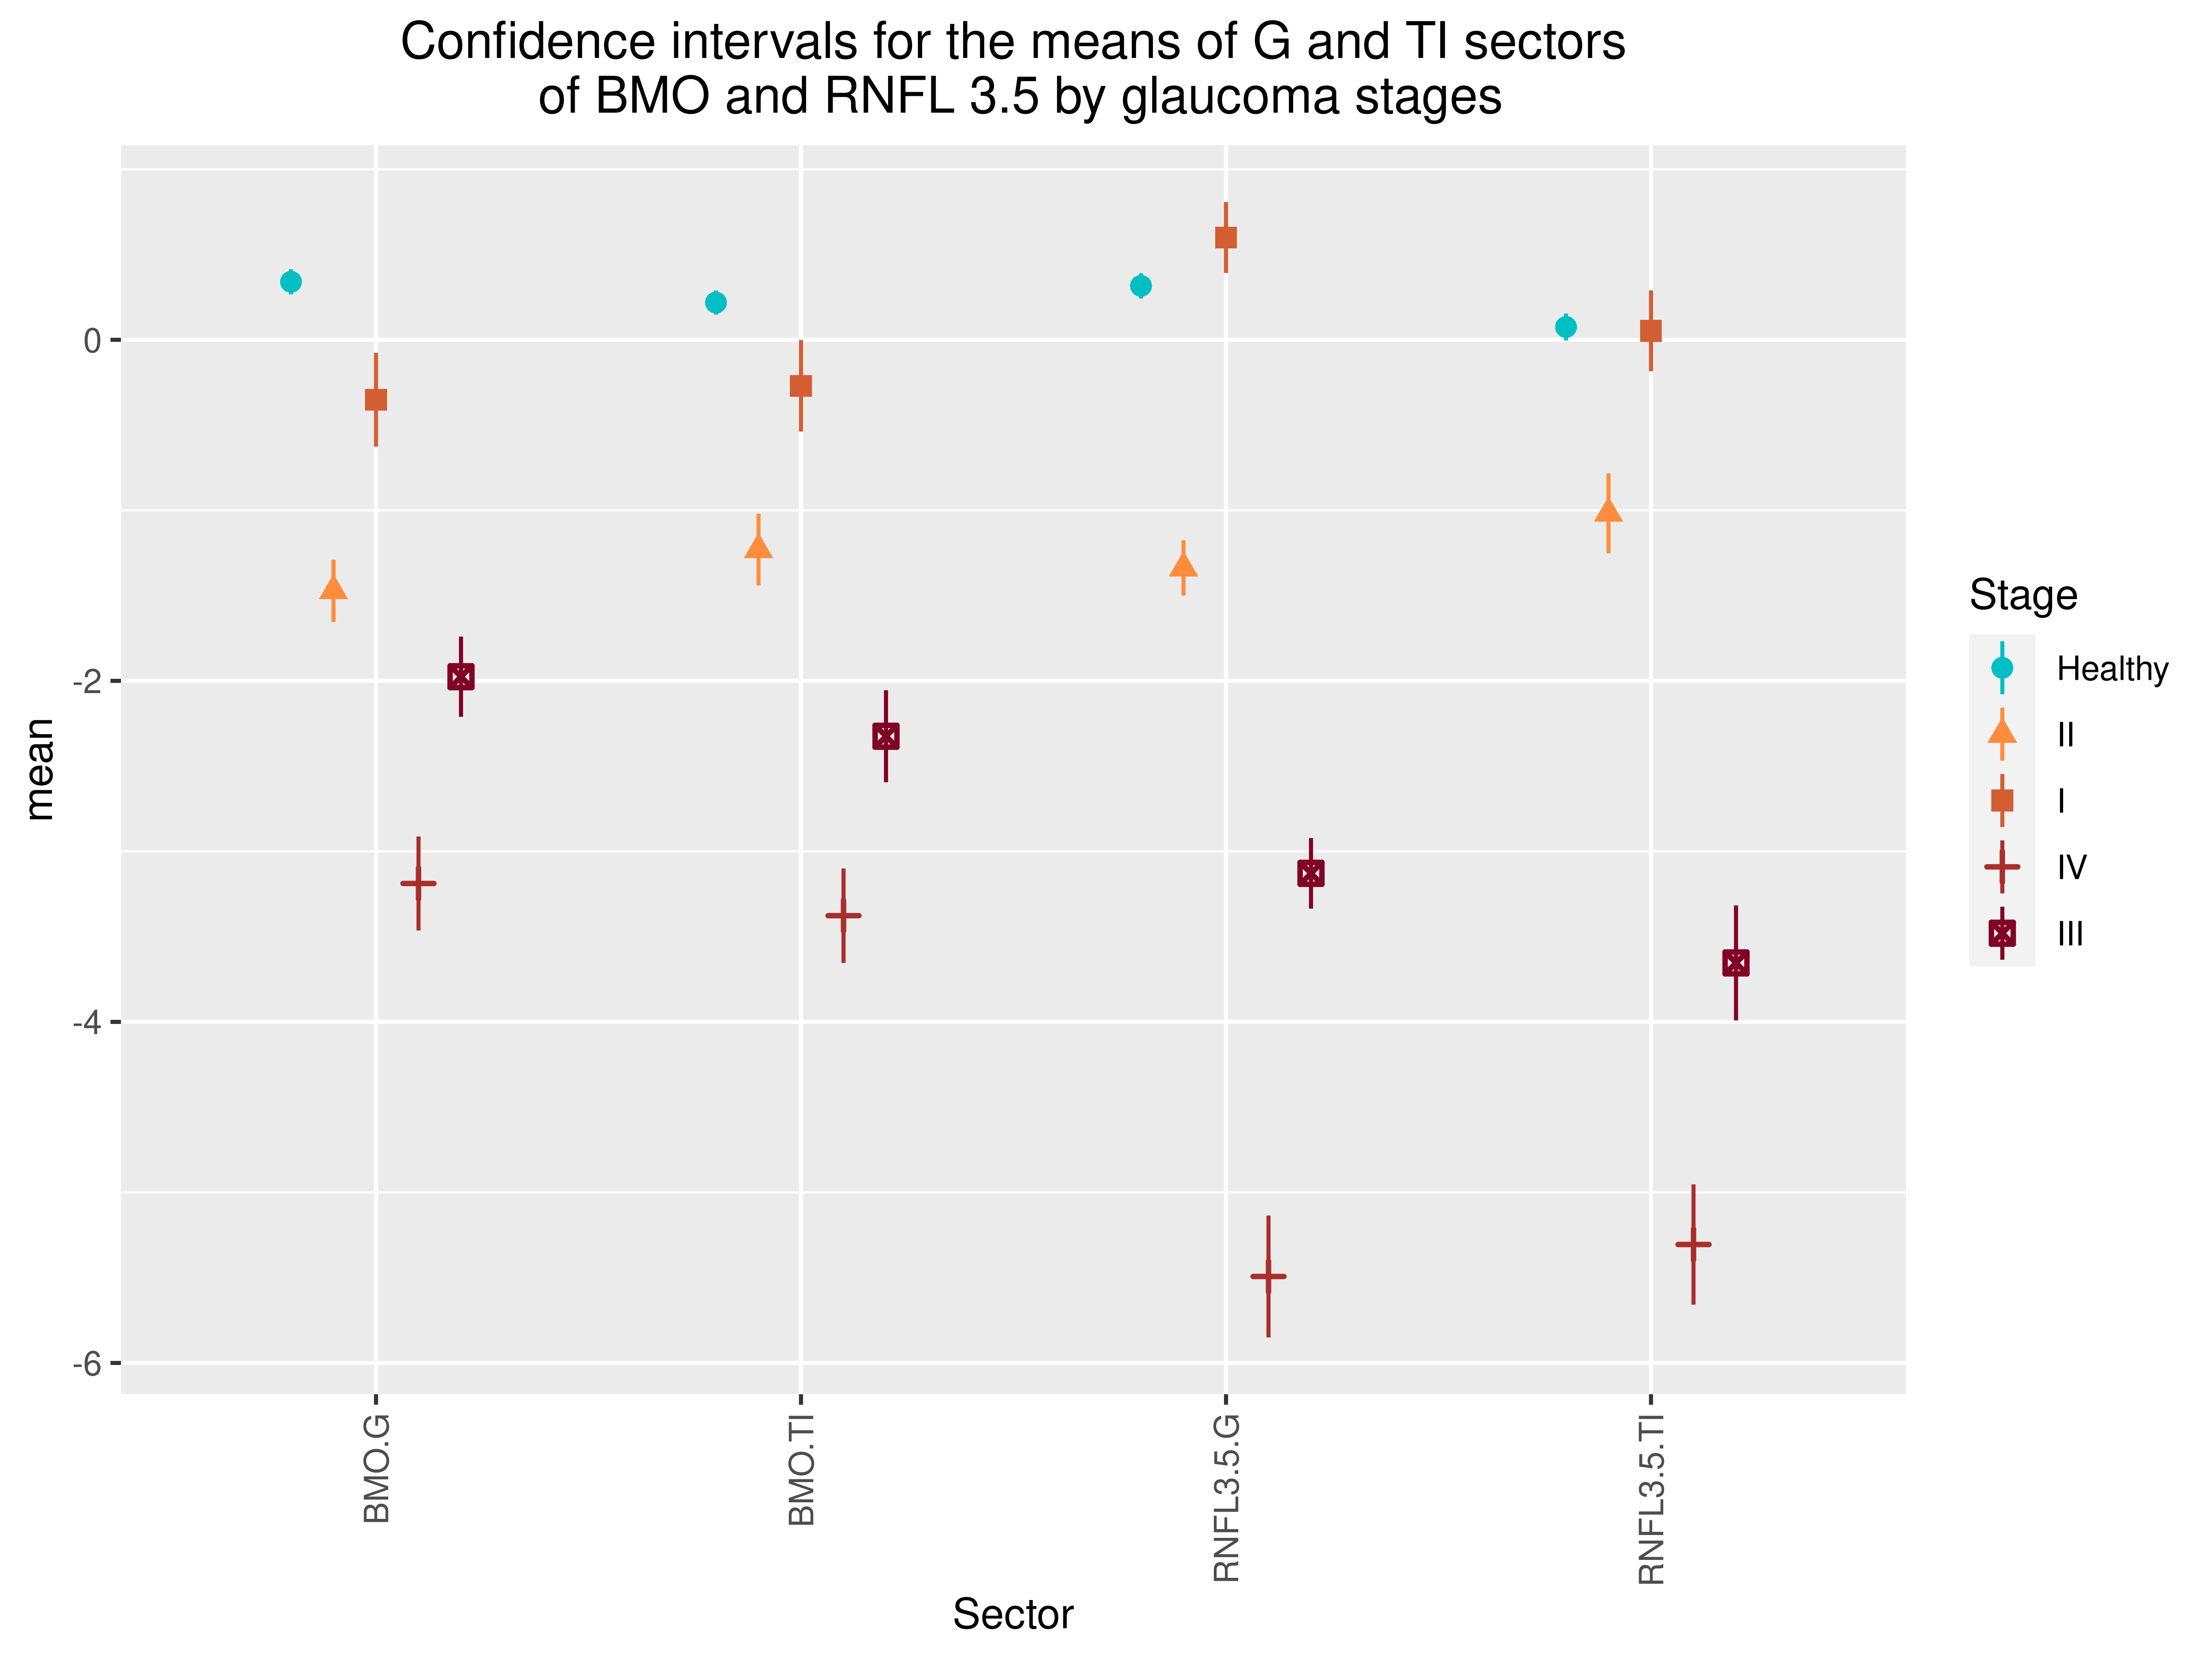 Confidence intervals for the means of G and TI sectors
of BMO and RNFL 3.5 by glaucoma stages
mean
0
-2
-4
-6
BMO.G
BMO.TI
RNFL3.5.G
RNFL3.5.TI
Sector
Stage
Healthy
II
I
IV
III